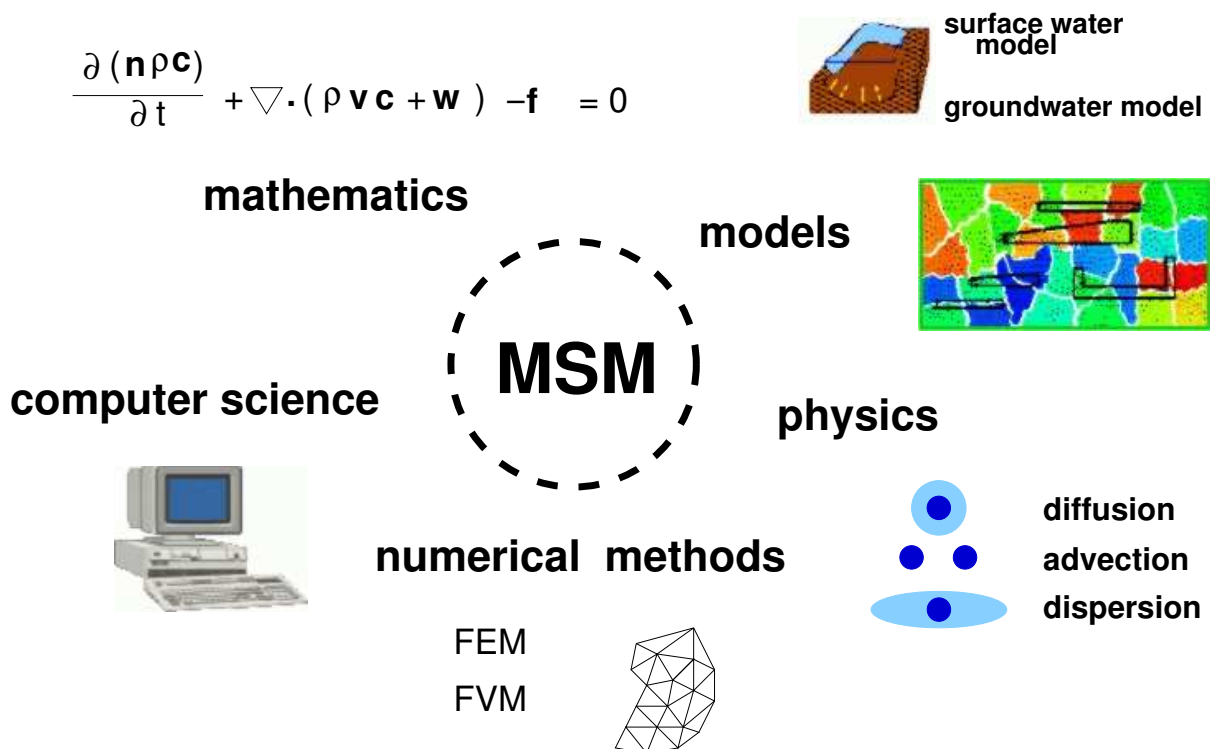 ∂ (nρc)
∂ t
+ ▽· ( ρ v c + w ) –f = 0
surface water
model
groundwater model
mathematics
models
MSM
computer science
physics
numerical methods
diffusion
advection
dispersion
FEM
FVM